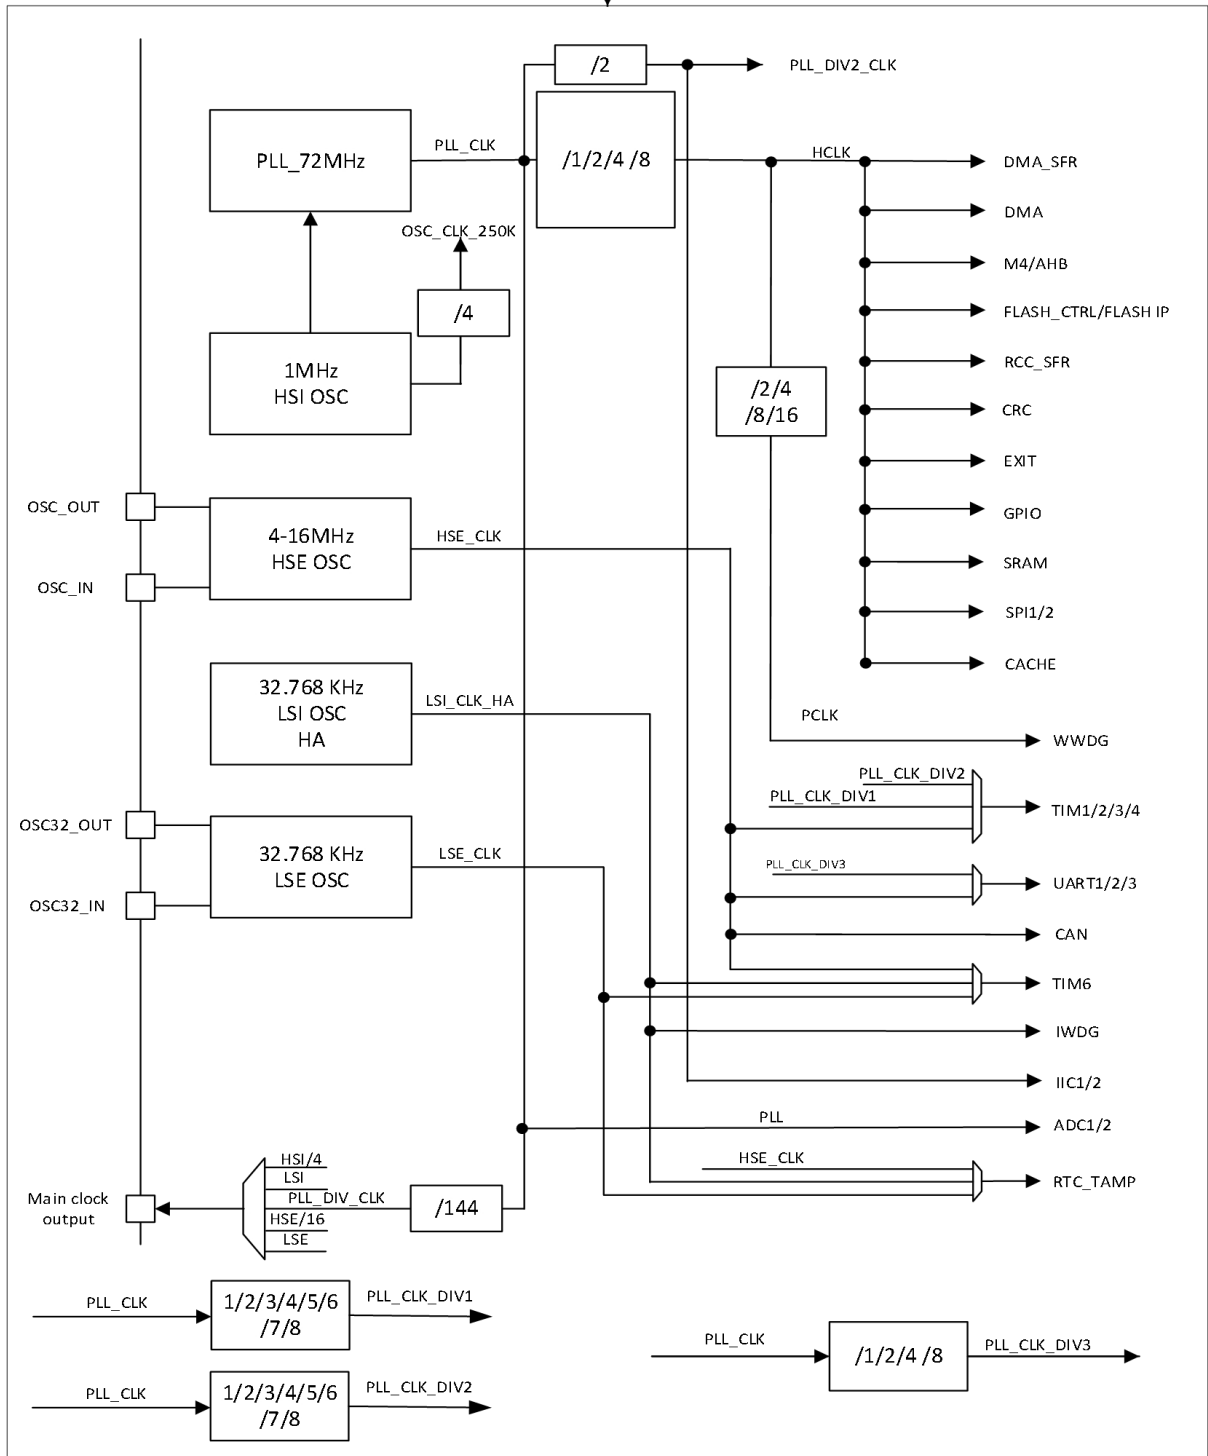 /2
PLL_DIV2_CLK
PLL_72MHz
PLL_CLK
/1/2/4 /8
HCLK
DMA_SFR
DMA
OSC_CLK_250K
M4/AHB
/4
FLASH_CTRL/FLASH IP
1MHz
HSI OSC
RCC_SFR
/2/4
/8/16
CRC
EXIT
OSC_OUT
GPIO
4-16MHz
HSE OSC
HSE_CLK
SRAM
OSC_IN
SPI1/2
CACHE
32.768 KHz
LSI OSC
HA
LSI_CLK_HA
PCLK
WWDG
PLL_CLK_DIV2
PLL_CLK_DIV1
TIM1/2/3/4
OSC32_OUT
32.768 KHz
LSE OSC
LSE_CLK
PLL_CLK_DIV3
UART1/2/3
OSC32_IN
CAN
TIM6
IWDG
IIC1/2
PLL
ADC1/2
HSI/4
LSI
PLL_DIV_CLK
HSE/16
LSE
/144
HSE_CLK
RTC_TAMP
Main clock
output
PLL_CLK
1/2/3/4/5/6
/7/8
PLL_CLK_DIV1
PLL_CLK
/1/2/4 /8
PLL_CLK_DIV3
PLL_CLK
1/2/3/4/5/6
/7/8
PLL_CLK_DIV2